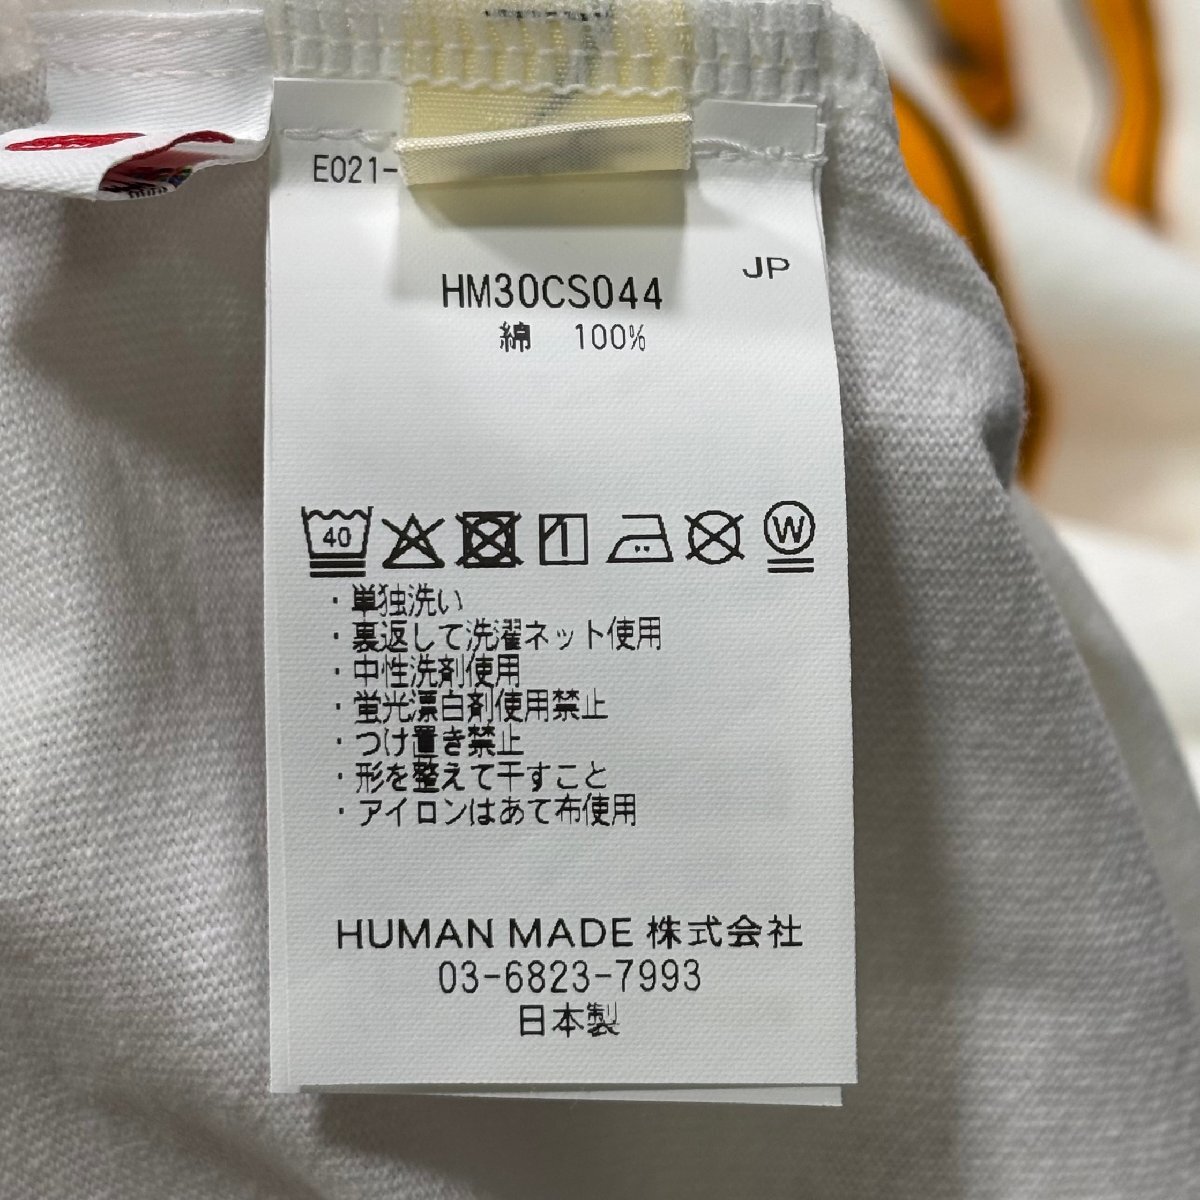 E021-
JP
HM30CS044
綿 100%
40
W
・単独洗い
・裏返して洗濯ネット使用
・中性洗剤使用
・蛍光漂白剤使用禁止
・つけ置き禁止
・形を整えて干すこと
・アイロンはあて布使用
HUMAN MADE 株式会社
03-6823-7993
日本製